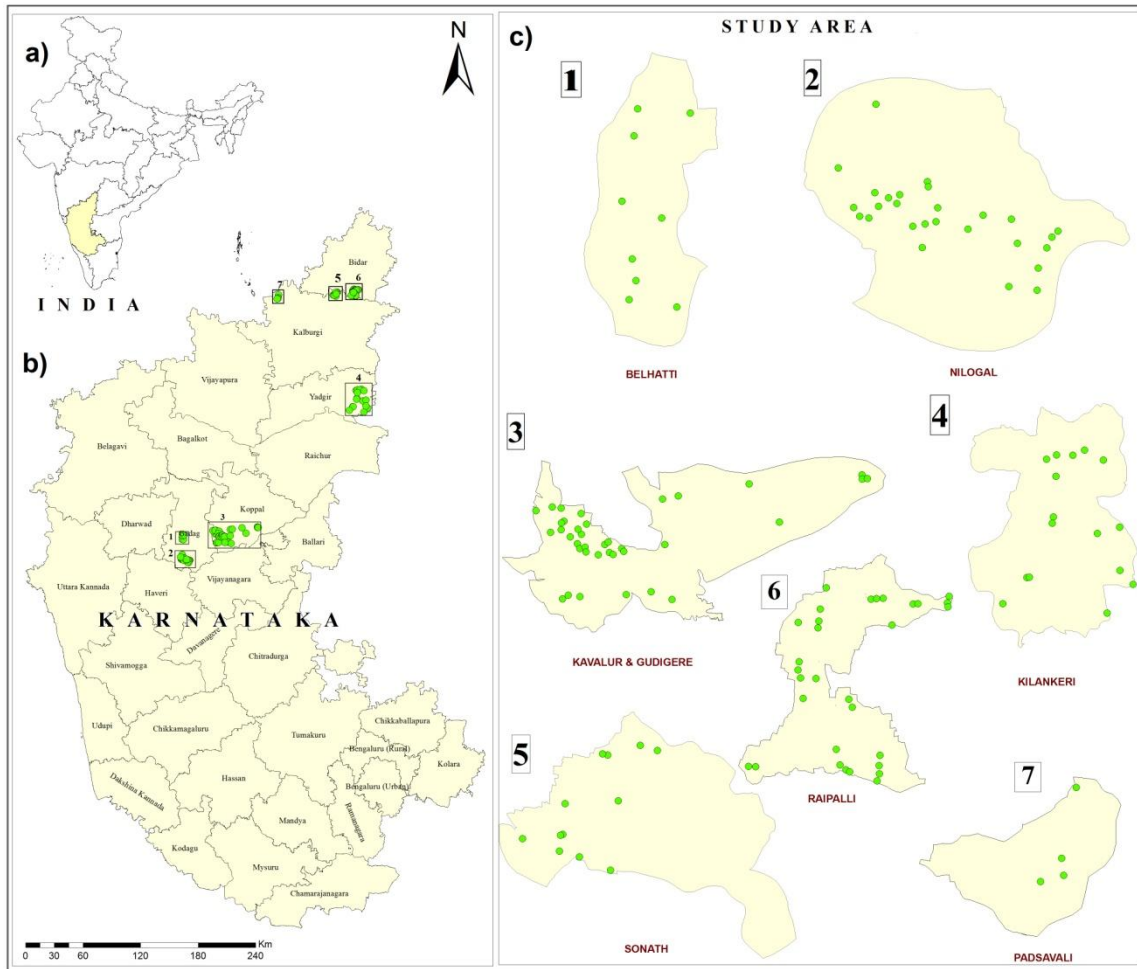 a)
N
INDIA
b)
Bidar
7
5
6
Kalburgi
Vijayapura
4
Yadgir
Belagavi
Bagalkot
Raichur
3
Koppal
Dharwad
Gadag
1
2
Ballari
Uttara Kannada
Haveri
Vijayanagara
KARNATAKA
Davanagere
Shivamogga
Chitradurga
Udupi
Chikkamagaluru
Tumakuru
Chikkaballapura
Bengaluru (Rural)
Kolara
Hassan
Bengaluru (Urban)
Dakshina Kannada
Mandya
Ramanagara
Kodagu
Mysuru
Chamarajanagara
Km
0 30 60 120 180 240
c)
STUDY AREA
1
BELHATTI
2
NILOGAL
3
KAVALUR & GUDIGERE
4
KILANKERI
5
SONATH
6
RAIPALLI
7
PADSAVALI